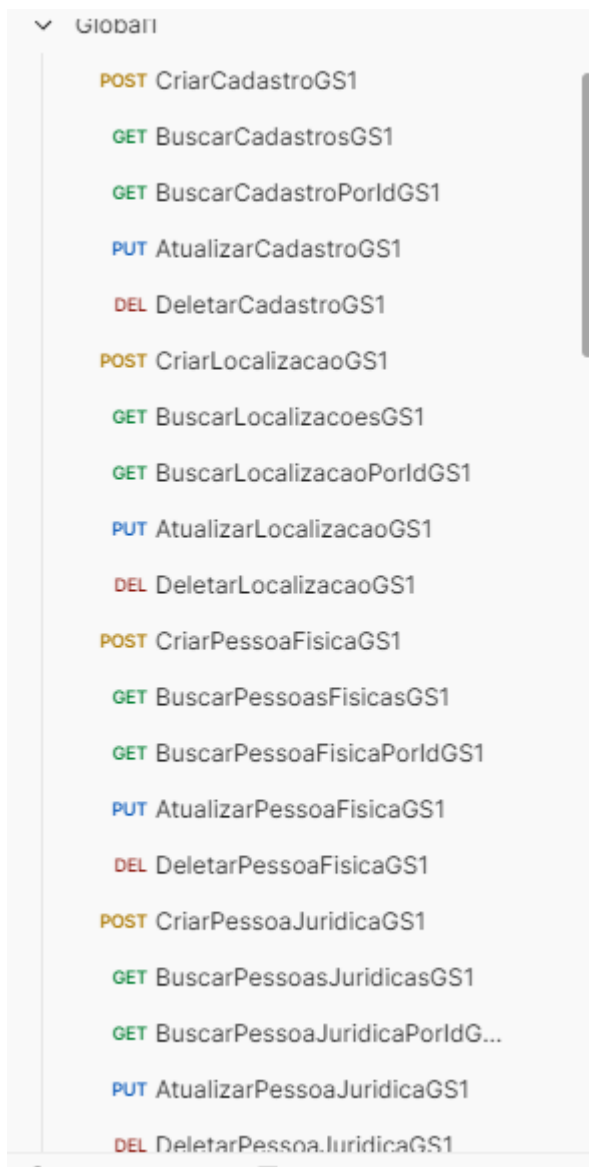 Global1
POST CriarCadastroGS1
GET BuscarCadastrosGS1
GET BuscarCadastroPorIdGS1
PUT AtualizarCadastroGS1
DEL DeletarCadastroGS1
POST CriarLocalizacaoGS1
GET BuscarLocalizacoesGS1
GET BuscarLocalizacaoPorIdGS1
PUT AtualizarLocalizacaoGS1
DEL DeletarLocalizacaoGS1
POST CriarPessoaFisicaGS1
GET BuscarPessoasFisicasGS1
GET BuscarPessoaFisicaPorIdGS1
PUT AtualizarPessoaFisicaGS1
DEL DeletarPessoaFisicaGS1
POST CriarPessoaJuridicaGS1
GET BuscarPessoasJuridicasGS1
GET BuscarPessoaJuridicaPorIdG...
PUT AtualizarPessoaJuridicaGS1
DEL DeletarPessoaJuridicaGS1